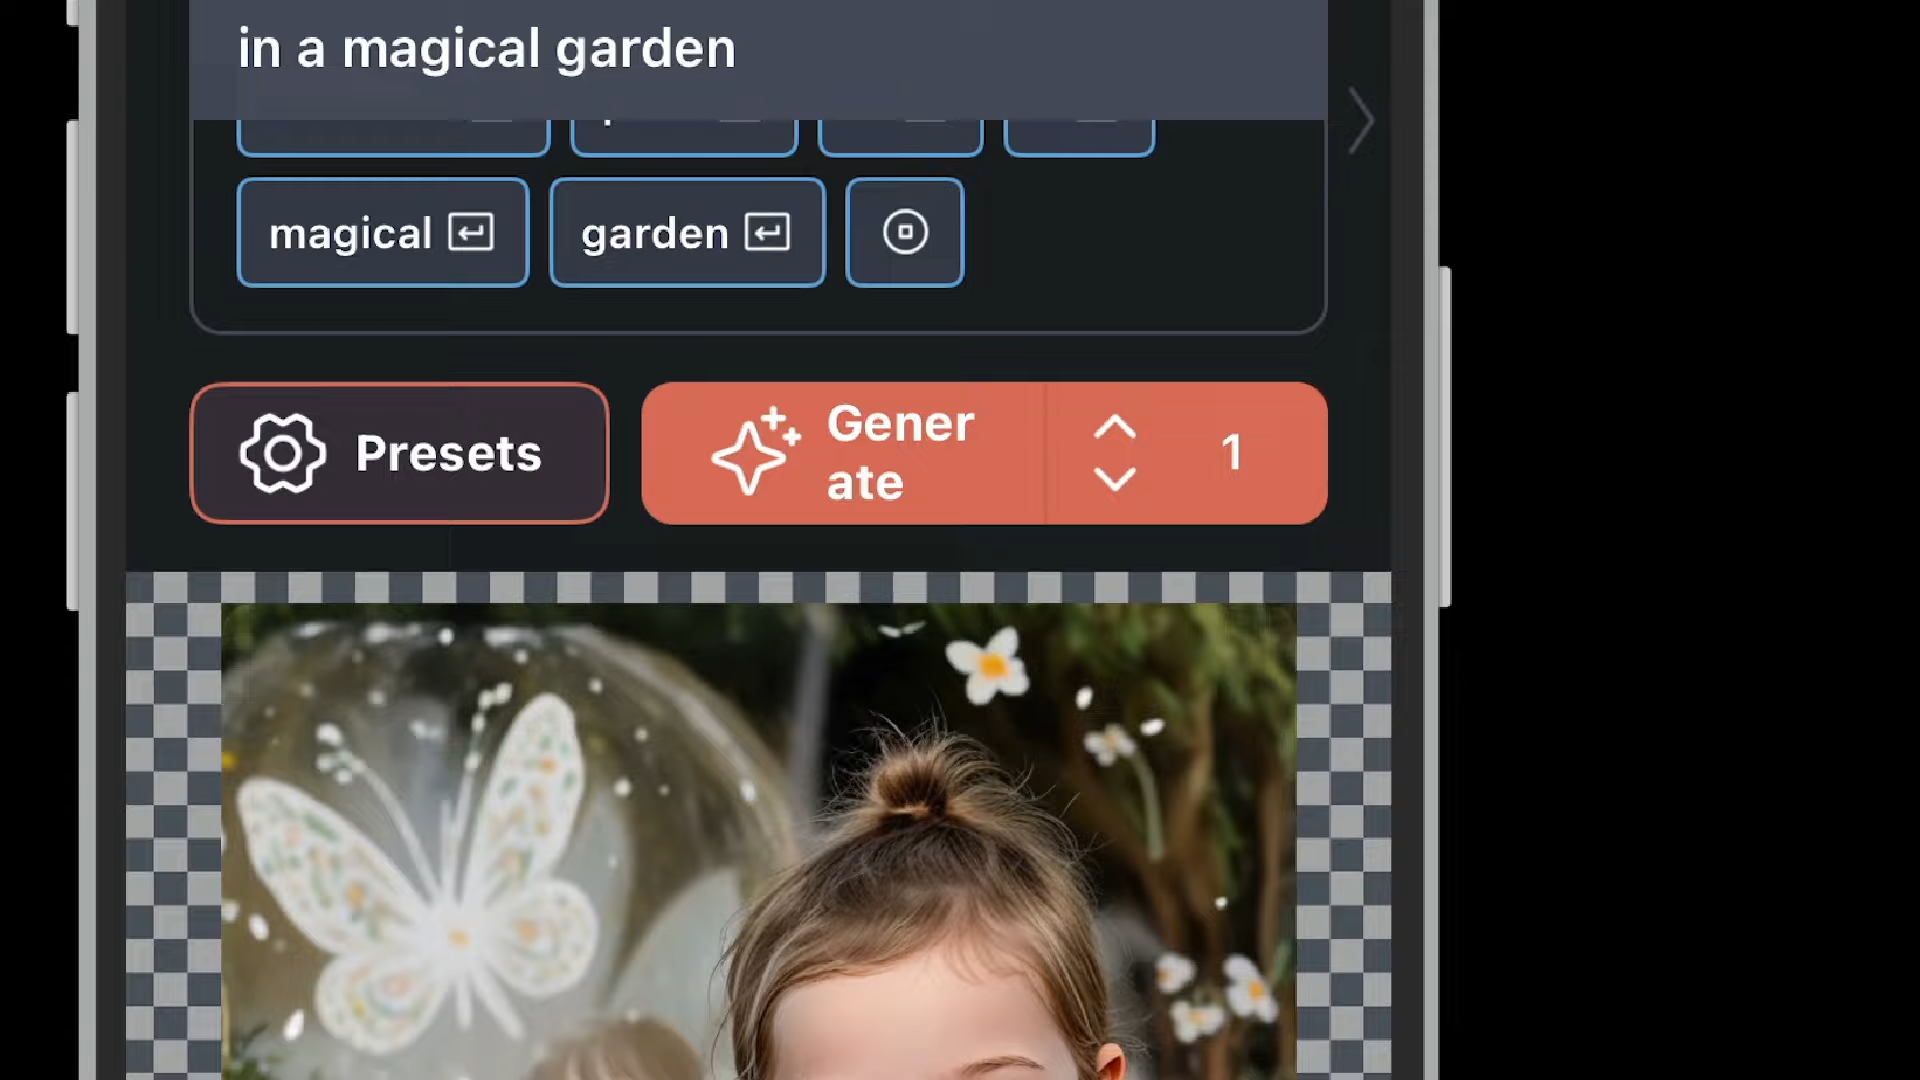 in a magical garden
magical
garden
Presets
Gener
ate
1